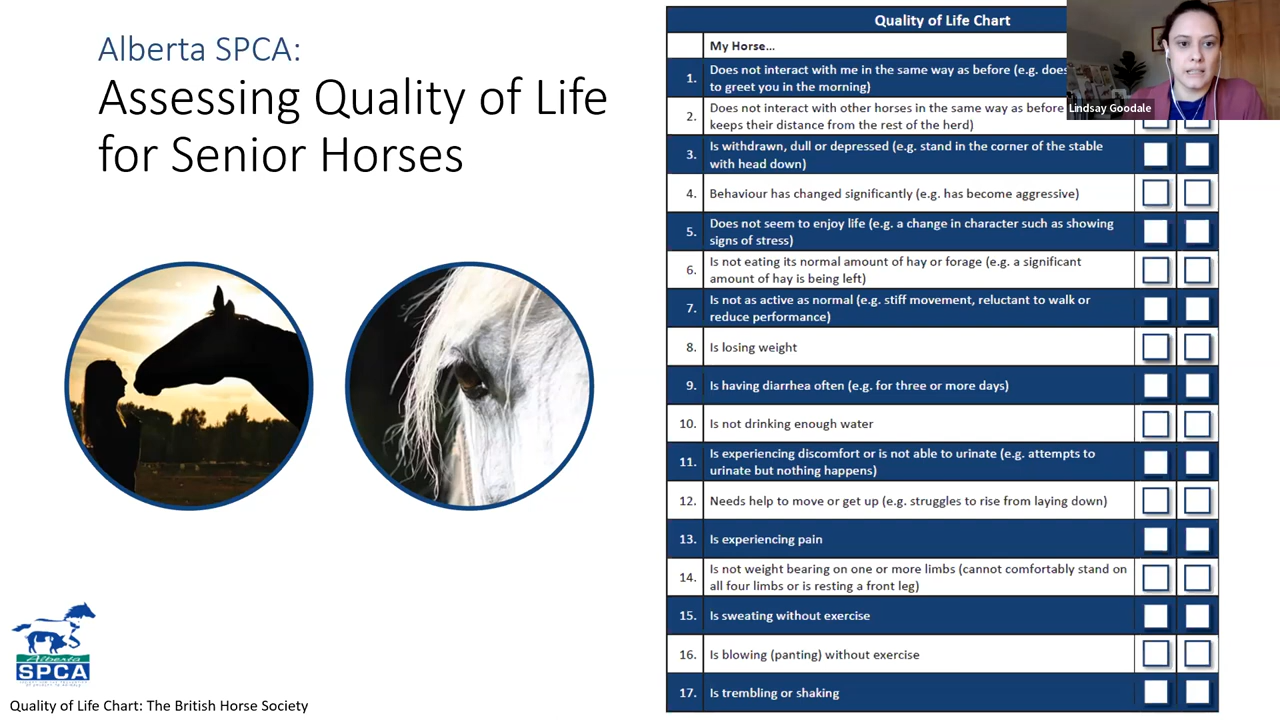 Alberta SPCA:
Assessing Quality of Life
for Senior Horses
Quality of Life Chart
My Horse...
1. Does not interact with me in the same way as before (e.g. does
to greet you in the morning)
2. Does not interact with other horses in the same way as before
keeps their distance from the rest of the herd)
3. Is withdrawn, dull or depressed (e.g. stand in the corner of the stable
with head down)
4. Behaviour has changed significantly (e.g. has become aggressive)
5. Does not seem to enjoy life (e.g. a change in character such as showing
signs of stress)
6. Is not eating its normal amount of hay or forage (e.g. a significant
amount of hay is being left)
7. Is not as active as normal (e.g. stiff movement, reluctant to walk or
reduce performance)
8. Is losing weight
9. Is having diarrhea often (e.g. for three or more days)
10. Is not drinking enough water
11. Is experiencing discomfort or is not able to urinate (e.g. attempts to
urinate but nothing happens)
12. Needs help to move or get up (e.g. struggles to rise from laying down)
13. Is experiencing pain
14. Is not weight bearing on one or more limbs (cannot comfortably stand on
all four limbs or is resting a front leg)
15. Is sweating without exercise
16. Is blowing (panting) without exercise
17. Is trembling or shaking
Lindsay Goodale
Alberta
SPCA
Quality of Life Chart: The British Horse Society